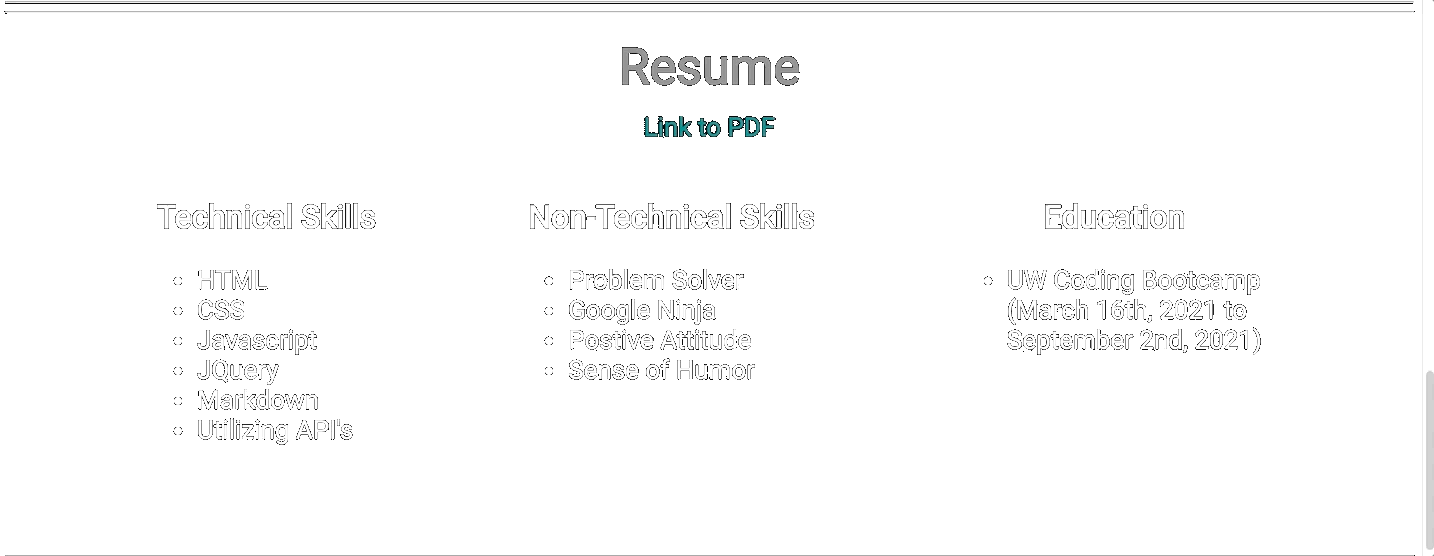 Resume
Link to PDF
Technical Skills
HTML
CSS
Javascript
JQuery
Markdown
Utilizing API's
Non-Technical Skills
Problem Solver
Google Ninja
Postive Attitude
Sense of Humor
Education
UW Coding Bootcamp
(March 16th, 2021 to
September 2nd, 2021)